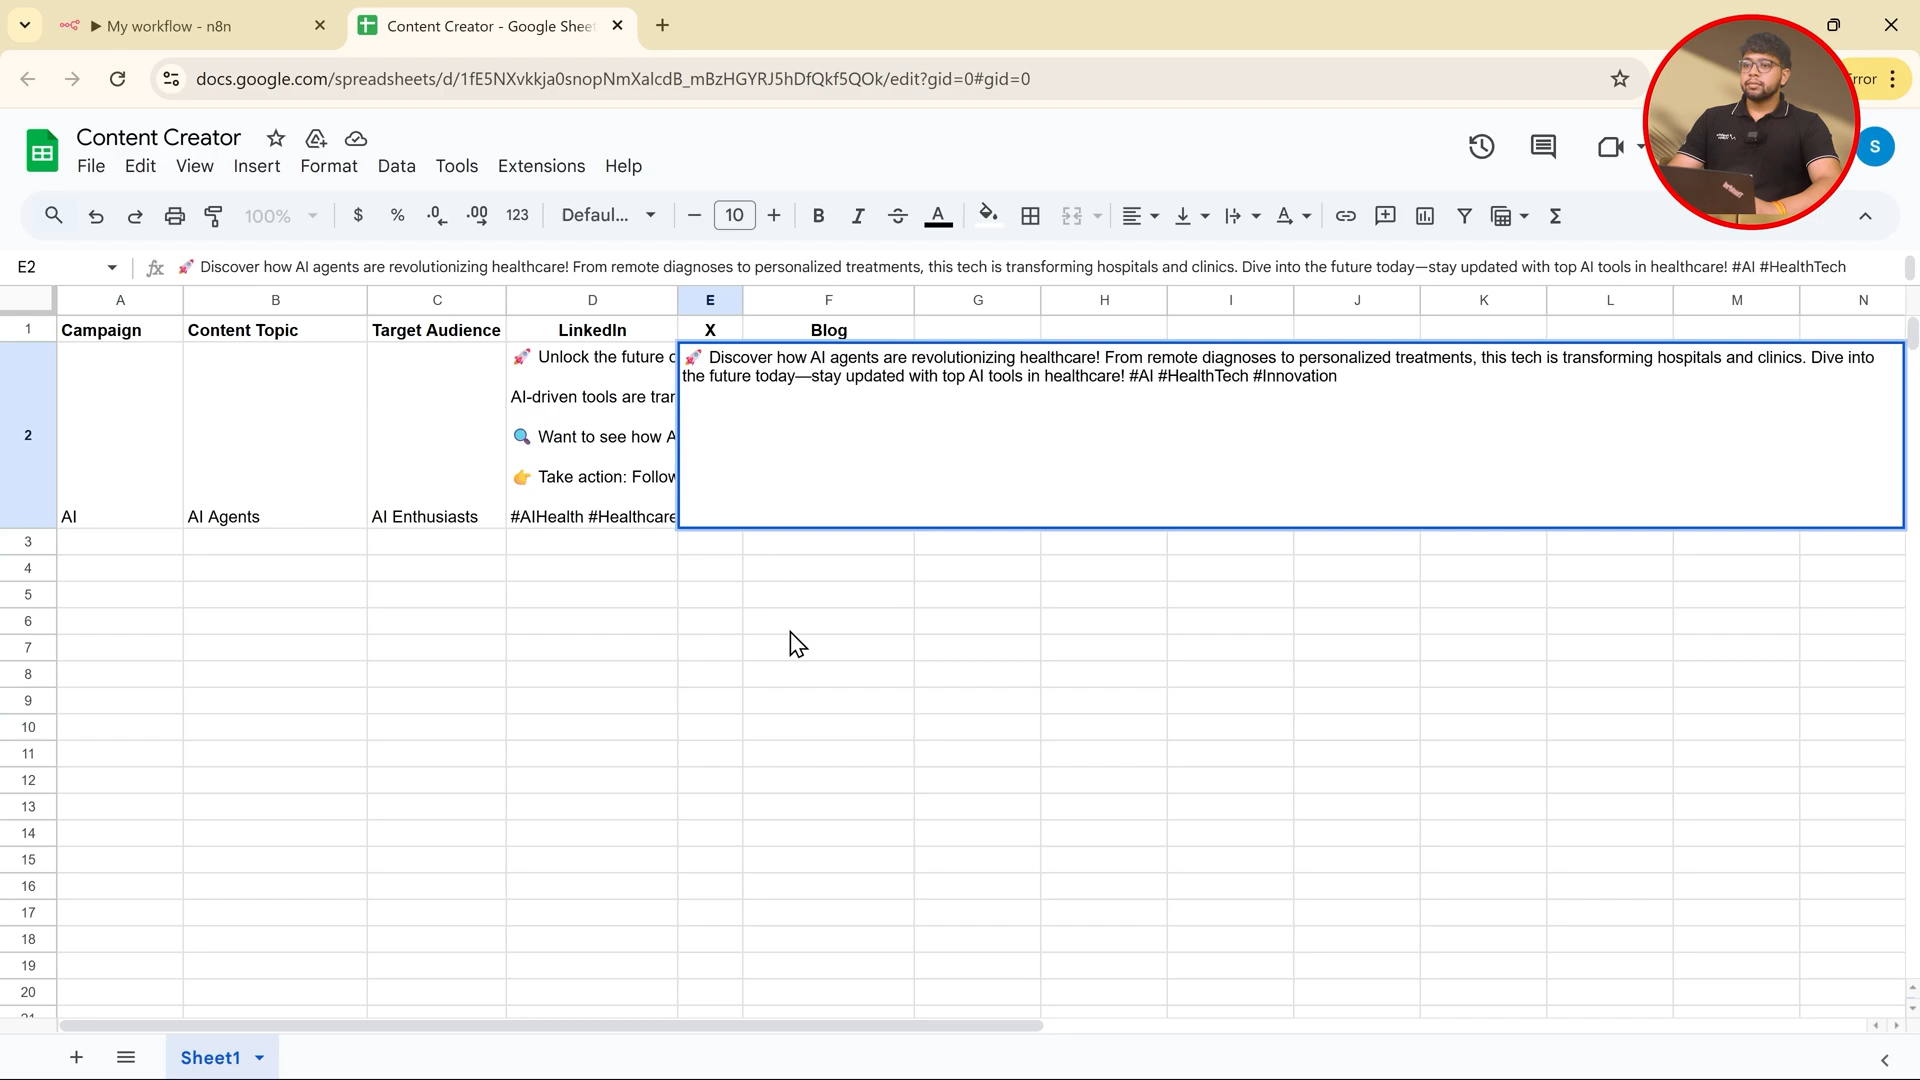 My workflow - n8n
Content Creator - Google Shee
docs.google.com/spreadsheets/d/1fE5NXvkkja0snopNmXalcdB_mBzHGYRJ5hDfQkf5QOk/edit?gid=0#gid=0
Content Creator
File Edit View Insert Format Data Tools Extensions Help
S
100% $ % .0 .00 123 Defaul... 10 B I A
E2
🚀 Discover how AI agents are revolutionizing healthcare! From remote diagnoses to personalized treatments, this tech is transforming hospitals and clinics. Dive into the future today—stay updated with top AI tools in healthcare! #AI #HealthTech
A B C D E F G H I J K L M N
1 Campaign Content Topic Target Audience LinkedIn X Blog
🚀 Unlock the future
AI-driven tools are
🔍 Want to see how
👉 Take action:
2 AI AI Agents AI Enthusiasts #AIHealth
🚀 Discover how AI agents are revolutionizing healthcare! From remote diagnoses to personalized treatments, this tech is transforming hospitals and clinics. Dive into
the future today—stay updated with top AI tools in healthcare! #AI #HealthTech #Innovation
3
4
5
6
7
8
9
10
11
12
13
14
15
16
17
18
19
20
Sheet1